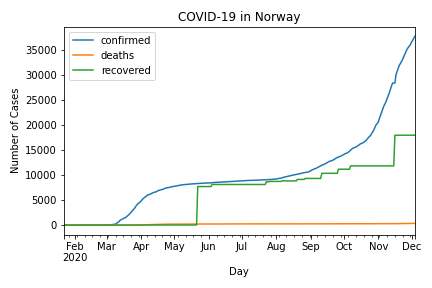 COVID-19 in Norway
confirmed
deaths
recovered
Number of Cases
35000
30000
25000
20000
15000
10000
5000
0
Feb Mar Apr May Jun Jul Aug Sep Oct Nov Dec
2020
Day